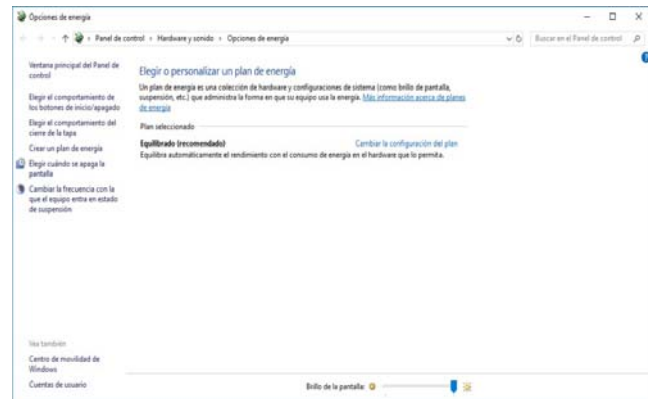 Opciones de energía
Panel de control › Hardware y sonido › Opciones de energía
Buscar en el Panel de control
Ventana principal del Panel de
control
Elegir el comportamiento de
los botones de inicio/apagado
Elegir el comportamiento del
cierre de la tapa
Crear un plan de energía
Elegir cuándo se apaga la
pantalla
Cambiar la frecuencia con la
que el equipo entra en estado
de suspensión
Elegir o personalizar un plan de energía
Un plan de energía es una colección de hardware y configuraciones de sistema (como brillo de pantalla,
suspensión, etc.) que administra la forma en que su equipo usa la energía. Más información acerca de planes
de energía
Plan seleccionado
Equilibrado (recomendado) Cambiar la configuración del plan
Equilibra automáticamente el rendimiento con el consumo de energía en el hardware que lo permita.
Vea también
Centro de movilidad de
Windows
Cuentas de usuario
Brillo de la pantalla: